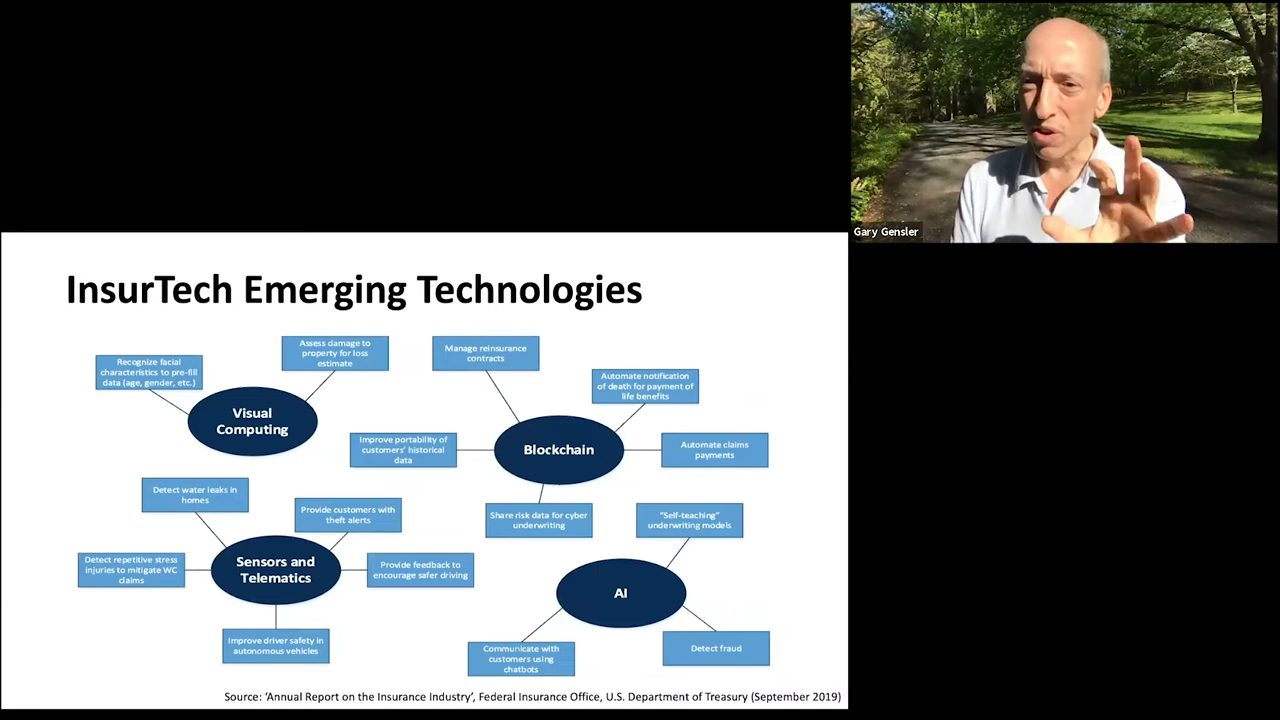 Gary Gensler
InsurTech Emerging Technologies
Recognize facial
characteristics to pre-fill
data (age, gender, etc.)
Assess damage to
property for loss
estimate
Visual
Computing
Manage reinsurance
contracts
Automate notification
of death for payment of
life benefits
Improve portability of
customers' historical
data
Blockchain
Automate claims
payments
Share risk data for cyber
underwriting
Detect water leaks in
homes
Provide customers with
theft alerts
Detect repetitive stress
injuries to mitigate WC
claims
Sensors and
Telematics
Provide feedback to
encourage safer driving
Improve driver safety in
autonomous vehicles
"Self-teaching"
underwriting models
AI
Communicate with
customers using
chatbots
Detect fraud
Source: 'Annual Report on the Insurance Industry', Federal Insurance Office, U.S. Department of Treasury (September 2019)